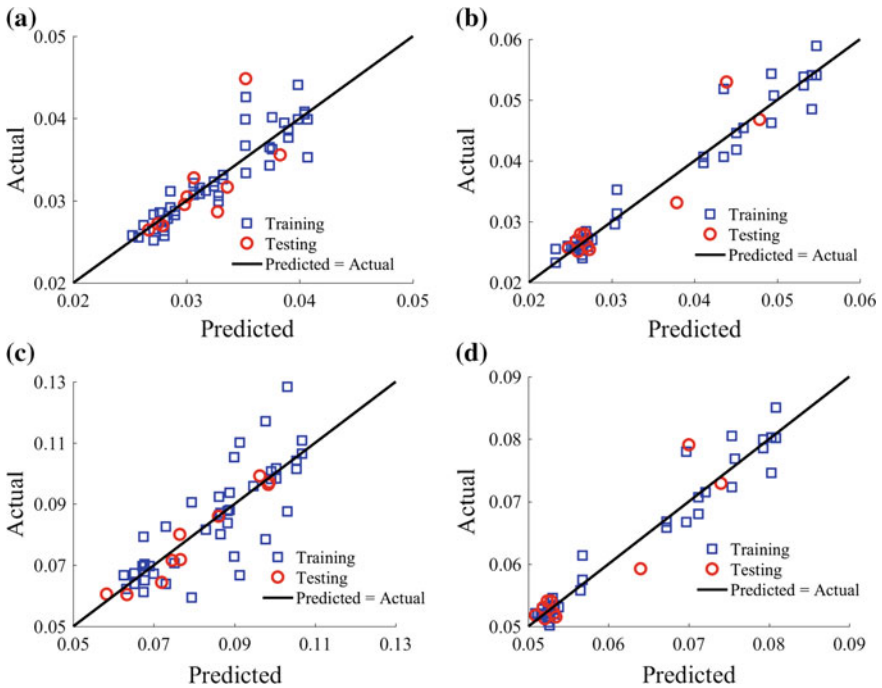 (a)
0.05
0.04
0.03
0.02
Actual
Training
Testing
Predicted = Actual
0.02 0.03 0.04 0.05
Predicted
(b)
0.06
0.05
0.04
0.03
0.02
Actual
Training
Testing
Predicted = Actual
0.02 0.03 0.04 0.05 0.06
Predicted
(c)
0.13
0.11
0.09
0.07
0.05
Actual
Training
Testing
Predicted = Actual
0.05 0.07 0.09 0.11 0.13
Predicted
(d)
0.09
0.08
0.07
0.06
0.05
Actual
Training
Testing
Predicted = Actual
0.05 0.06 0.07 0.08 0.09
Predicted